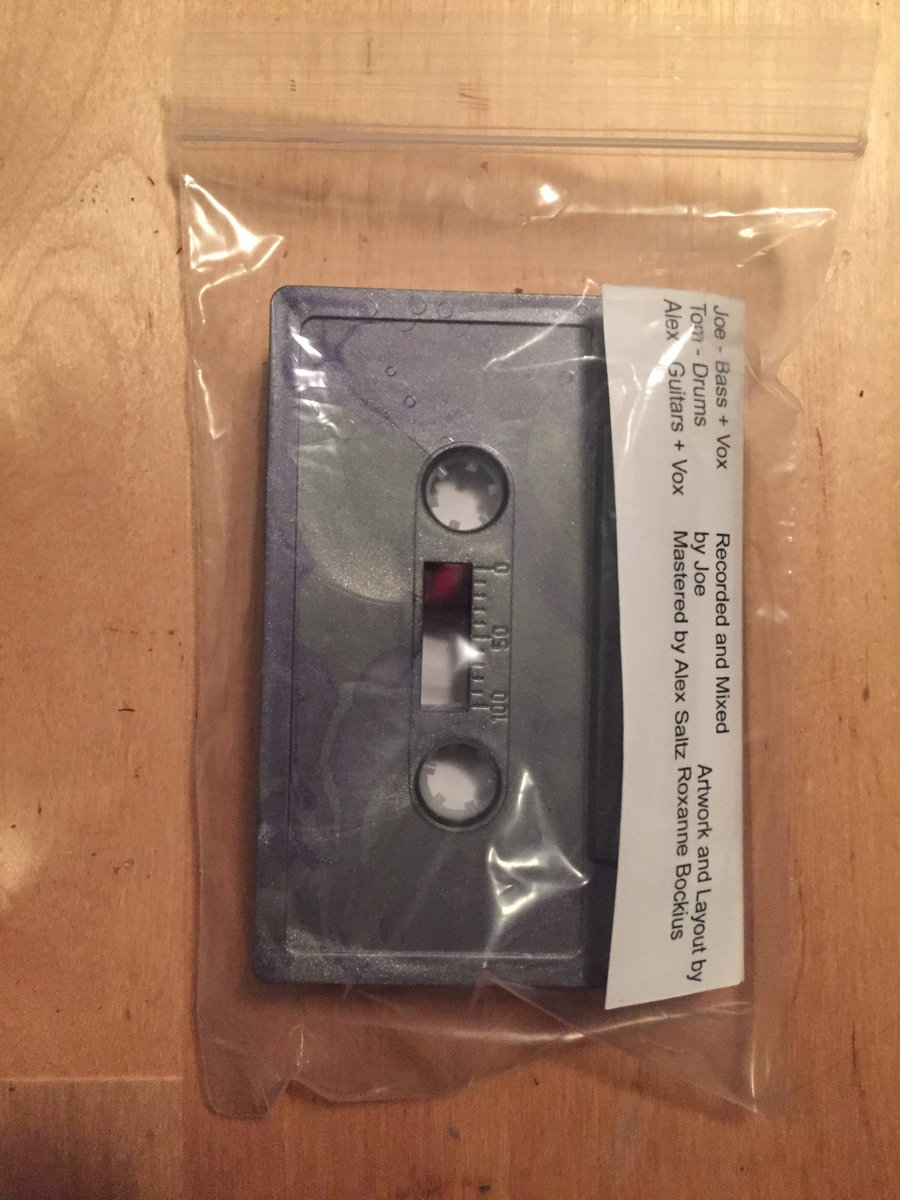 Joe - Bass + Vox
Tom - Drums
Alex - Guitars + Vox
Recorded and Mixed
by Joe
Mastered by Alex Saltz
Artwork and Layout by
Roxanne Bockius
0 50 100